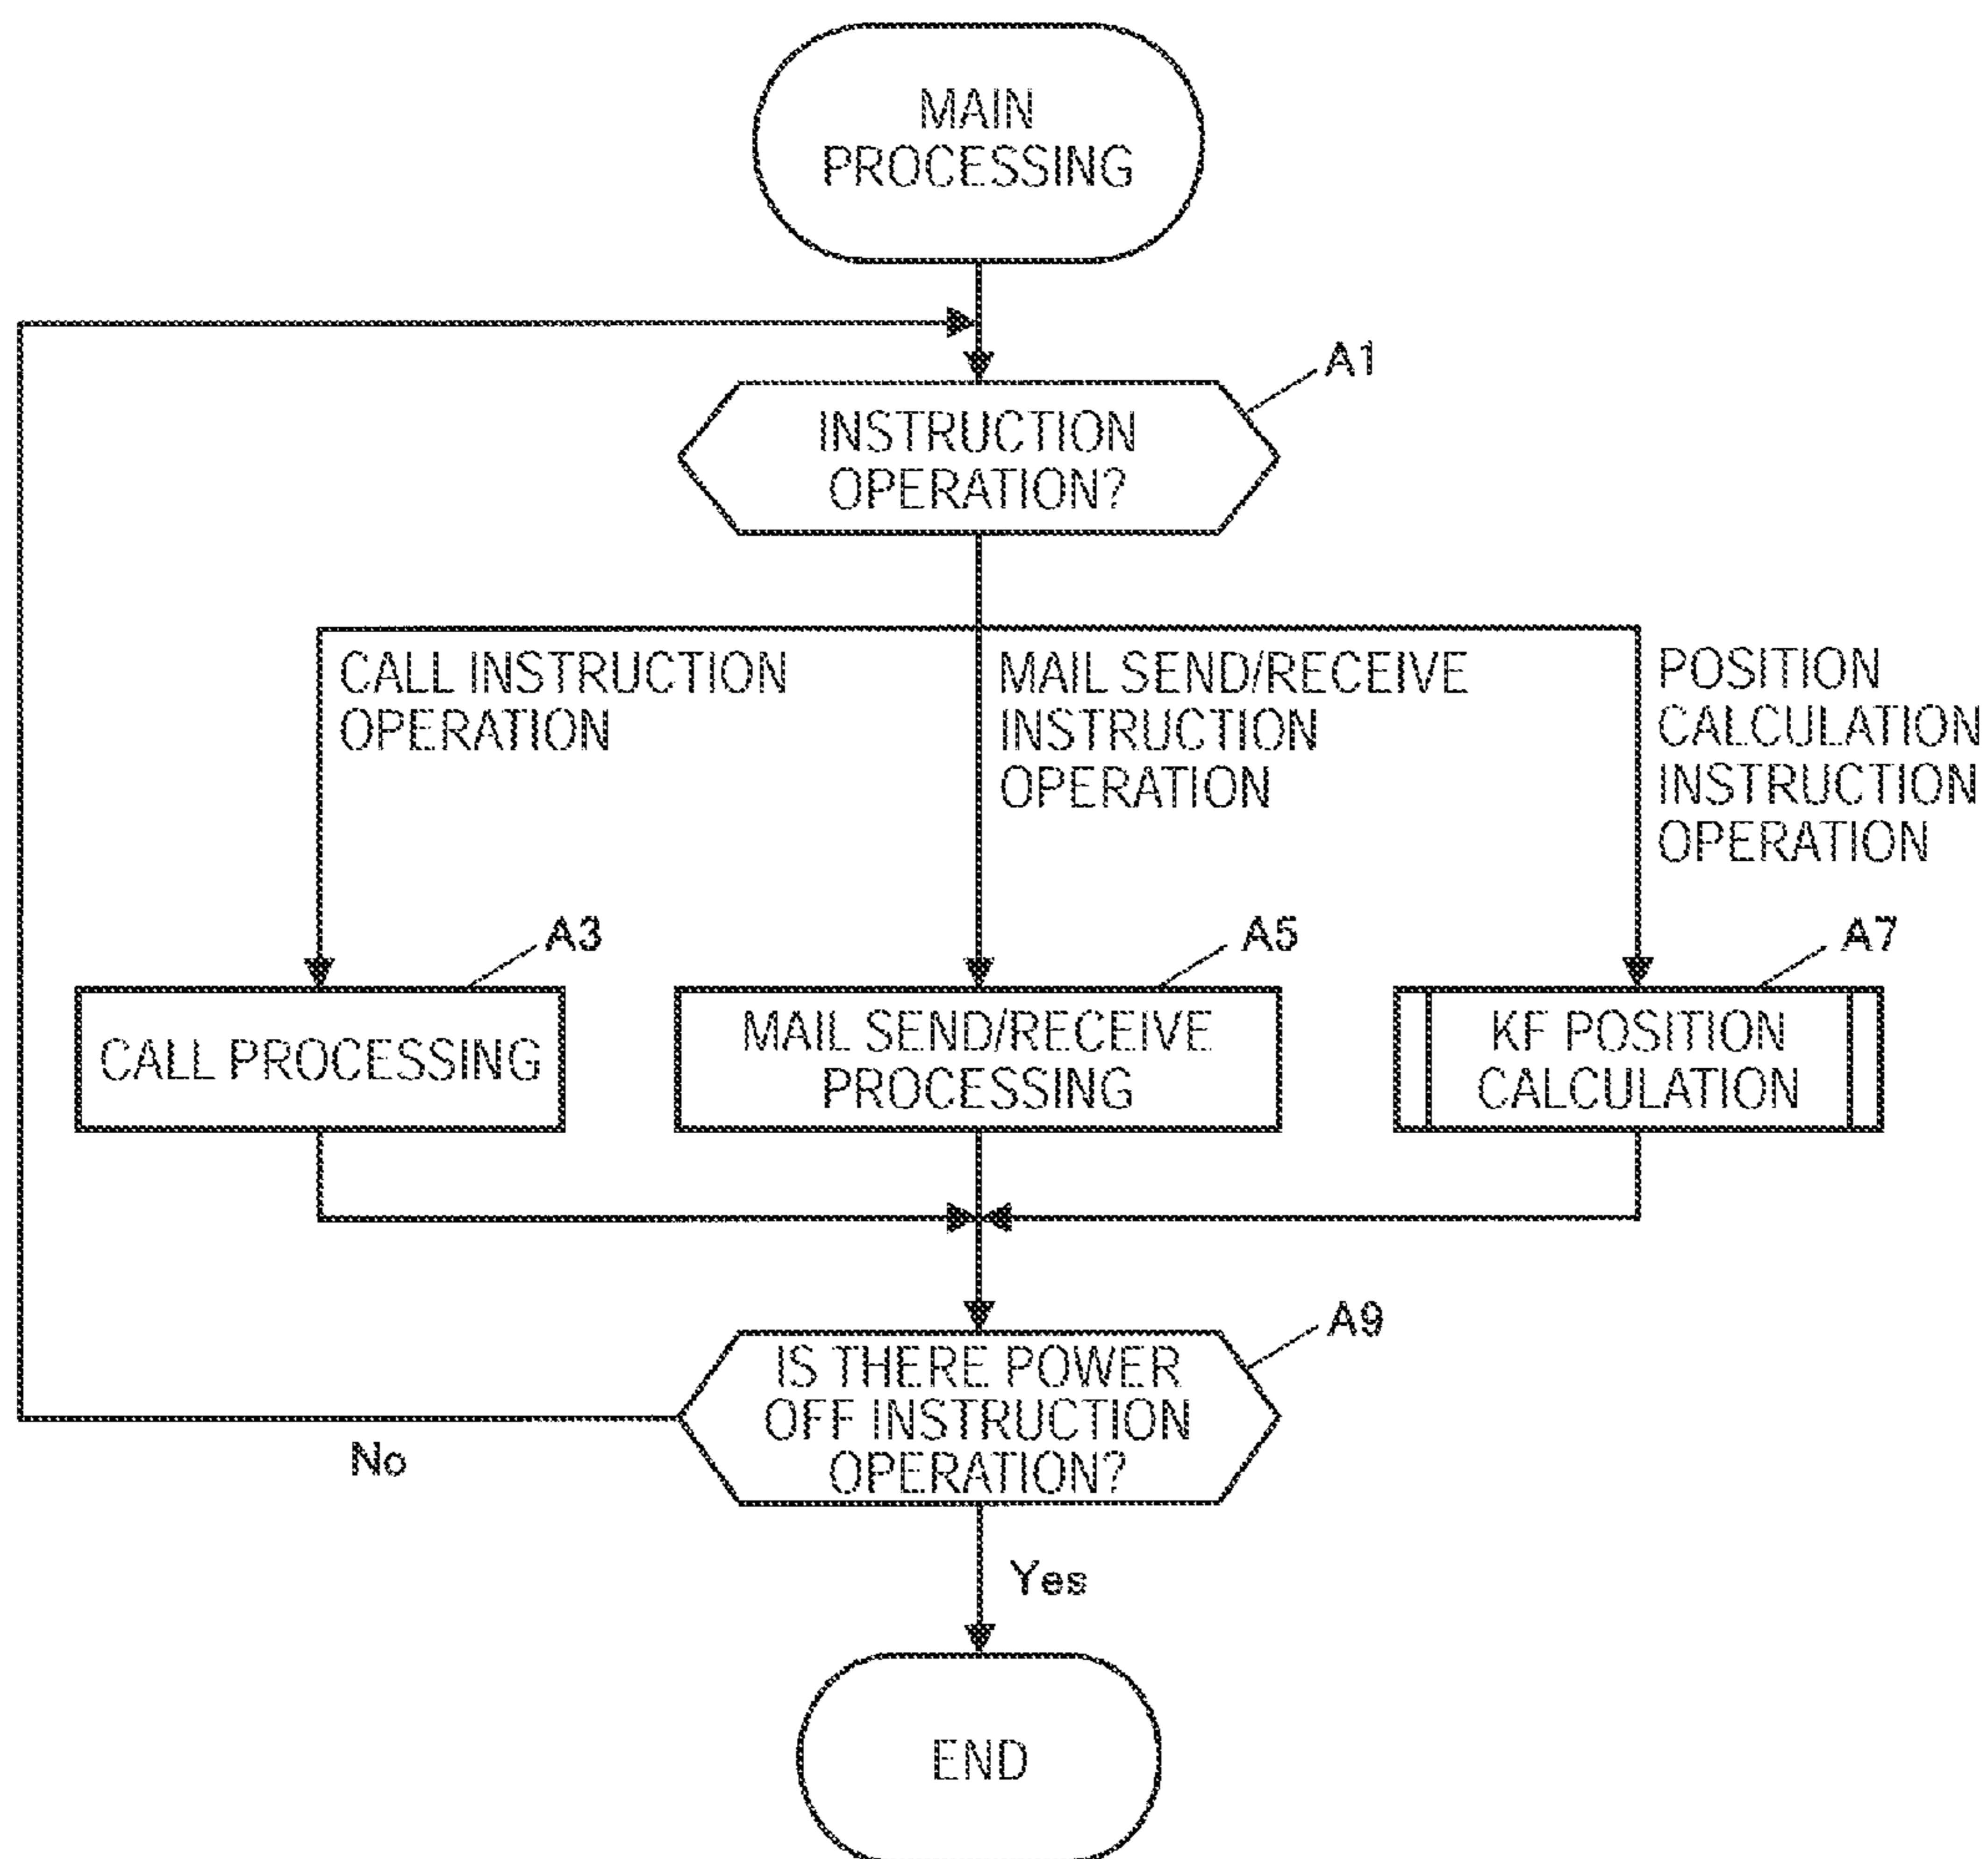 MAIN
PROCESSING
A1
INSTRUCTION
OPERATION?
CALL INSTRUCTION
OPERATION
MAIL SEND/RECEIVE
INSTRUCTION
OPERATION
POSITION
CALCULATION
INSTRUCTION
OPERATION
A3
CALL PROCESSING
A5
MAIL SEND/RECEIVE
PROCESSING
A7
KF POSITION
CALCULATION
A9
IS THERE POWER
OFF INSTRUCTION
OPERATION?
No
Yes
END